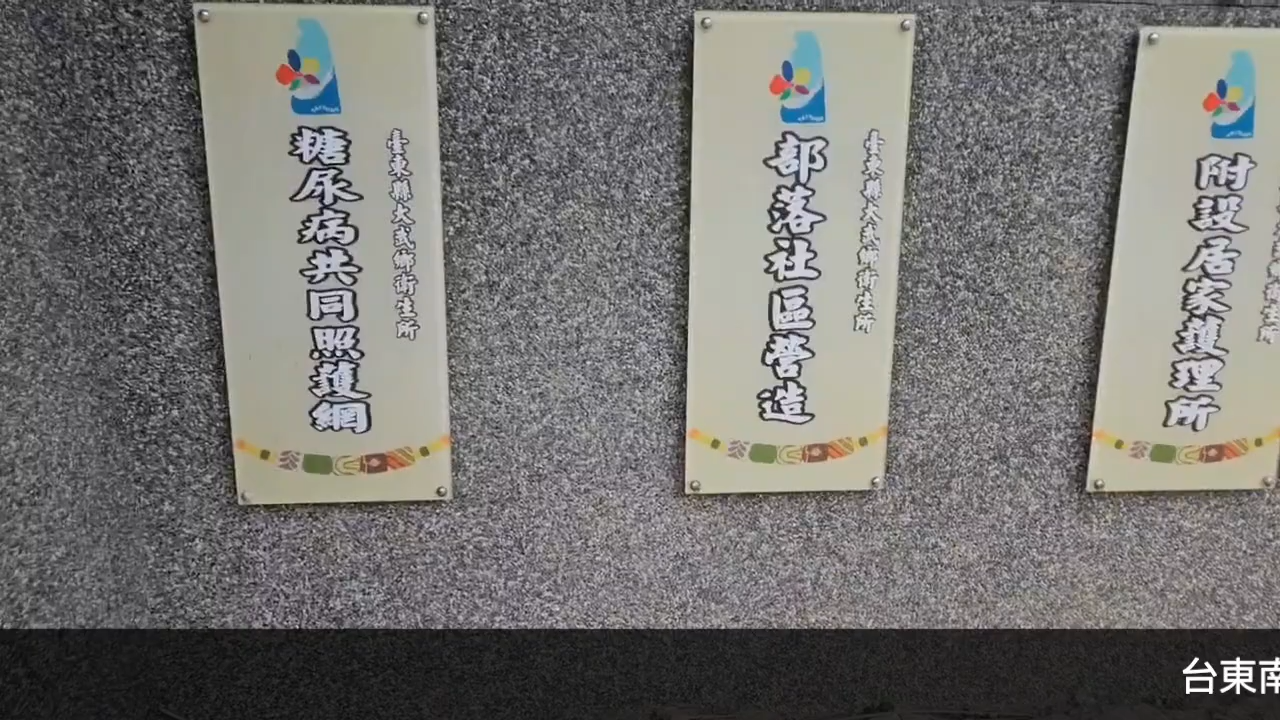 臺東縣大武鄉衛生所
糖尿病共同照護網
臺東縣大武鄉衛生所
部落社區營造
附設居家護理所
台東南